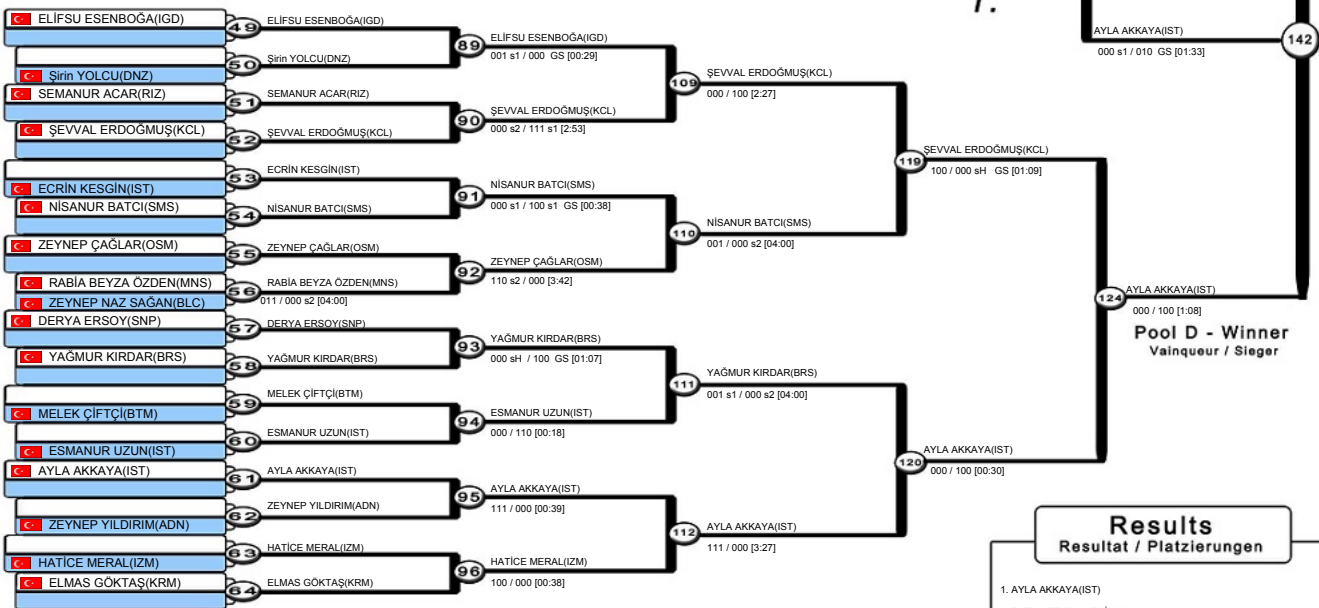 1.
AYLA AKKAYA(IST)
142
000 s1 / 010 GS [01:33]
ELİFSU ESENBOĞA(IGD)
Şirin YOLCU(DNZ)
SEMANUR ACAR(RIZ)
ŞEVVAL ERDOĞMUŞ(KCL)
ECRİN KESGİN(IST)
NİSANUR BATCI(SMS)
ZEYNEP ÇAĞLAR(OSM)
RABİA BEYZA ÖZDEN(MNS)
ZEYNEP NAZ SAĞAN(BLC)
DERYA ERSOY(SNP)
YAĞMUR KIRDAR(BRS)
MELEK ÇİFTÇİ(BTM)
ESMANUR UZUN(IST)
AYLA AKKAYA(IST)
ZEYNEP YILDIRIM(ADN)
HATİCE MERAL(IZM)
ELMAS GÖKTAŞ(KRM)
49
ELİFSU ESENBOĞA(IGD)
50
Şirin YOLCU(DNZ)
51
SEMANUR ACAR(RIZ)
52
ŞEVVAL ERDOĞMUŞ(KCL)
53
ECRİN KESGİN(IST)
54
NİSANUR BATCI(SMS)
55
ZEYNEP ÇAĞLAR(OSM)
56
RABİA BEYZA ÖZDEN(MNS)
011 / 000 s2 [04:00]
57
DERYA ERSOY(SNP)
58
YAĞMUR KIRDAR(BRS)
59
MELEK ÇİFTÇİ(BTM)
60
ESMANUR UZUN(IST)
61
AYLA AKKAYA(IST)
62
ZEYNEP YILDIRIM(ADN)
63
HATİCE MERAL(IZM)
64
ELMAS GÖKTAŞ(KRM)
89
ELİFSU ESENBOĞA(IGD)
001 s1 / 000 GS [00:29]
90
ŞEVVAL ERDOĞMUŞ(KCL)
000 s2 / 111 s1 [2:53]
91
NİSANUR BATCI(SMS)
000 s1 / 100 s1 GS [00:38]
92
ZEYNEP ÇAĞLAR(OSM)
110 s2 / 000 [3:42]
93
YAĞMUR KIRDAR(BRS)
000 sH / 100 GS [01:07]
94
ESMANUR UZUN(IST)
000 / 110 [00:18]
95
AYLA AKKAYA(IST)
111 / 000 [00:39]
96
HATİCE MERAL(IZM)
100 / 000 [00:38]
109
ŞEVVAL ERDOĞMUŞ(KCL)
000 / 100 [2:27]
110
NİSANUR BATCI(SMS)
001 / 000 s2 [04:00]
111
YAĞMUR KIRDAR(BRS)
001 s1 / 000 s2 [04:00]
112
AYLA AKKAYA(IST)
111 / 000 [3:27]
119
ŞEVVAL ERDOĞMUŞ(KCL)
100 / 000 sH GS [01:09]
120
AYLA AKKAYA(IST)
000 / 100 [00:30]
124
AYLA AKKAYA(IST)
000 / 100 [1:08]
Pool D - Winner
Vainqueur / Sieger
Results
Resultat / Platzierungen
1. AYLA AKKAYA(IST)